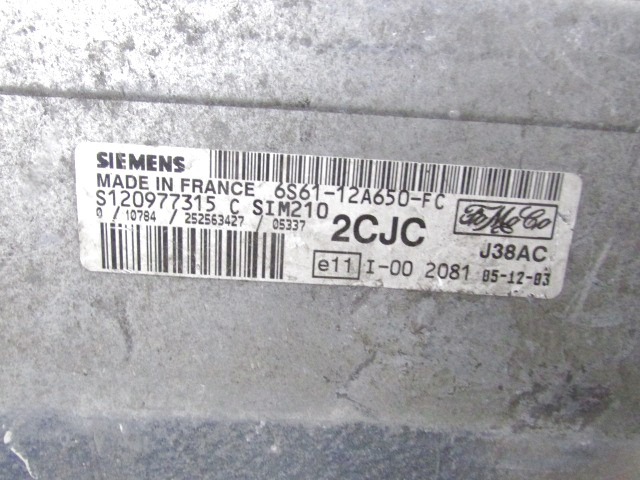 SIEMENS
MADE IN FRANCE 6S61-12A650-FC
S120977315 C SIM210
0 / 10784 / 252563427 / 05337
2CJC
FoMoCo
J38AC
e11 I-00 2081 05-12-03